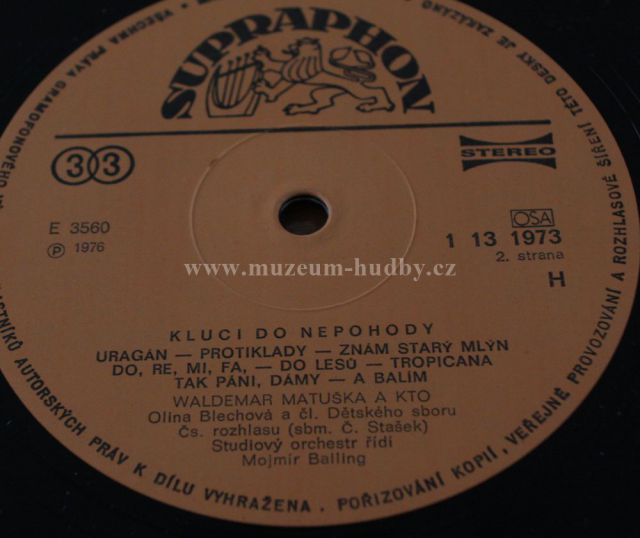 SUPRAPHON
33
STEREO
E 3560
Ⓟ 1976
OSA
1 13 1973
2. strana
H
www.muzeum-hudby.cz
KLUCI DO NEPOHODY
URAGÁN — PROTIKLADY — ZNÁM STARÝ MLÝN
DO, RE, MI, FA, — DO LESŮ — TROPICANA
TAK PÁNI, DÁMY — A BALÍM
WALDEMAR MATUŠKA A KTO
Olina Blechová a čl. Dětského sboru
Čs. rozhlasu (sbm. Č. Stašek)
Studiový orchestr řídí
Mojmír Balling
VŠECHNA PRÁVA GRAMOFONOVÉHO
AUTORSKÝCH PRÁV K DÍLU VYHRAŽENA . POŘIZOVÁNÍ KOPIÍ, VEŘEJNÉ PROVOZOVÁNÍ A ROZHLASOVÉ ŠÍŘENÍ TÉTO DESKY JE ZAKÁZÁNO